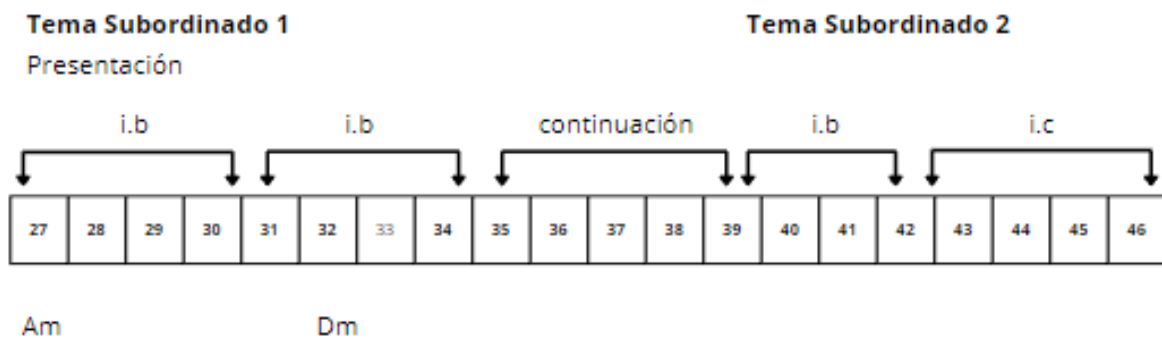 Tema Subordinado 1 Tema Subordinado 2
Presentación
i.b i.b continuación i.b i.c
27 28 29 30 31 32 33 34 35 36 37 38 39 40 41 42 43 44 45 46
Am Dm